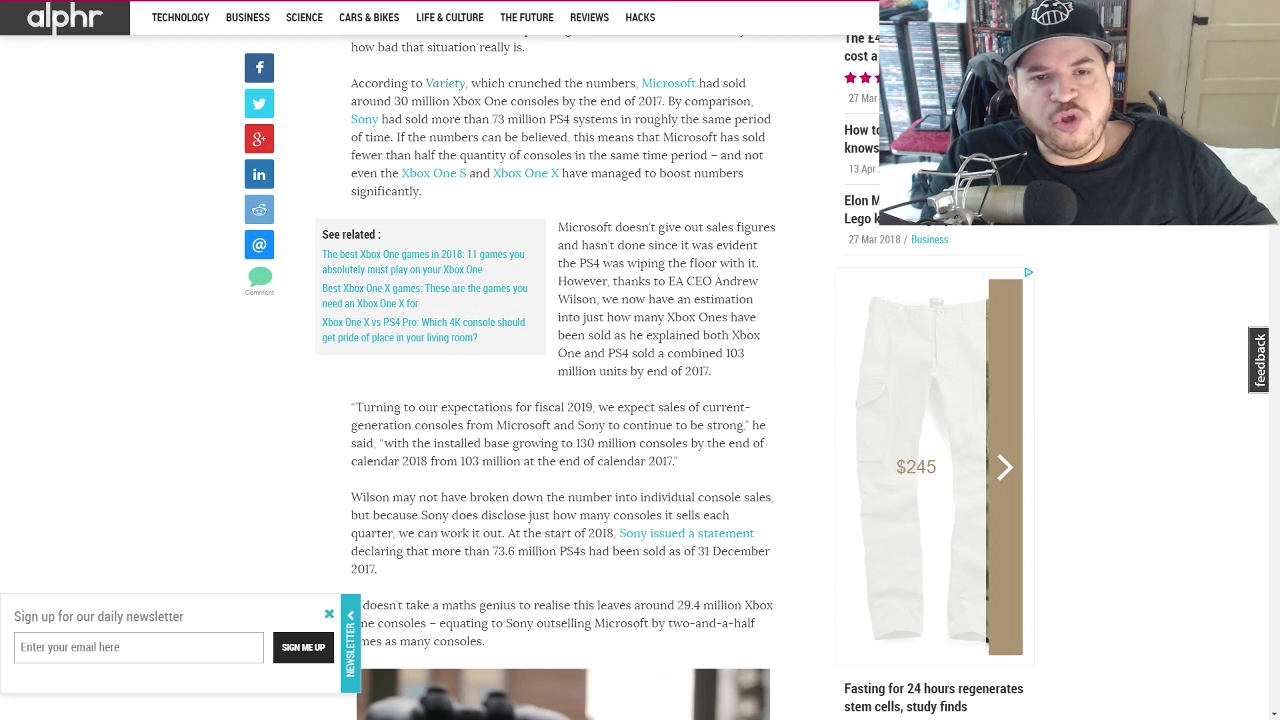 alphr
TECHNOLOGY BUSINESS SCIENCE CARS & BIKES LIFE & CULTURE THE FUTURE REVIEWS HACKS
how bad that situation really is.
According to Variety, which crunched the numbers, Microsoft had sold
around 30 million Xbox One consoles by the end of 2017. By comparison,
Sony had sold more than 73 million PS4 systems in roughly the same period
of time. If the numbers can be believed, this means that Microsoft has sold
fewer than half the quantity of consoles in the same time period – and not
even the Xbox One S and Xbox One X have managed to boost numbers
significantly.
See related :
The best Xbox One games in 2018: 11 games you
absolutely must play on your Xbox One
Best Xbox One X games: These are the games you
need an Xbox One X for
Xbox One X vs PS4 Pro: Which 4K console should
get pride of place in your living room?
Microsoft doesn't give out sales figures
and hasn't done since it was evident
the PS4 was wiping the floor with it.
However, thanks to EA CEO Andrew
Wilson, we now have an estimation
into just how many Xbox Ones have
been sold as he explained both Xbox
One and PS4 sold a combined 103
million units by end of 2017.
“Turning to our expectations for fiscal 2019, we expect sales of current-
generation consoles from Microsoft and Sony to continue to be strong,” he
said, “with the installed base growing to 130 million consoles by the end of
calendar 2018 from 103 million at the end of calendar 2017.”
Wilson may not have broken down the number into individual console sales,
but because Sony does disclose just how many consoles it sells each
quarter, we can work it out. At the start of 2018, Sony issued a statement
declaring that more than 73.6 million PS4s had been sold as of 31 December
2017.
doesn't take a maths genius to realise this leaves around 29.4 million Xbox
consoles – equating to Sony outselling Microsoft by two-and-a-half
as many consoles.
Comment
Sign up for our daily newsletter
Enter your email here
SIGN ME UP
NEWSLETTER
The £4
cost a
27 Mar
How to
knows
13 Apr
Elon M
Lego
27 Mar 2018 / Business
$245
feedback
Fasting for 24 hours regenerates
stem cells, study finds